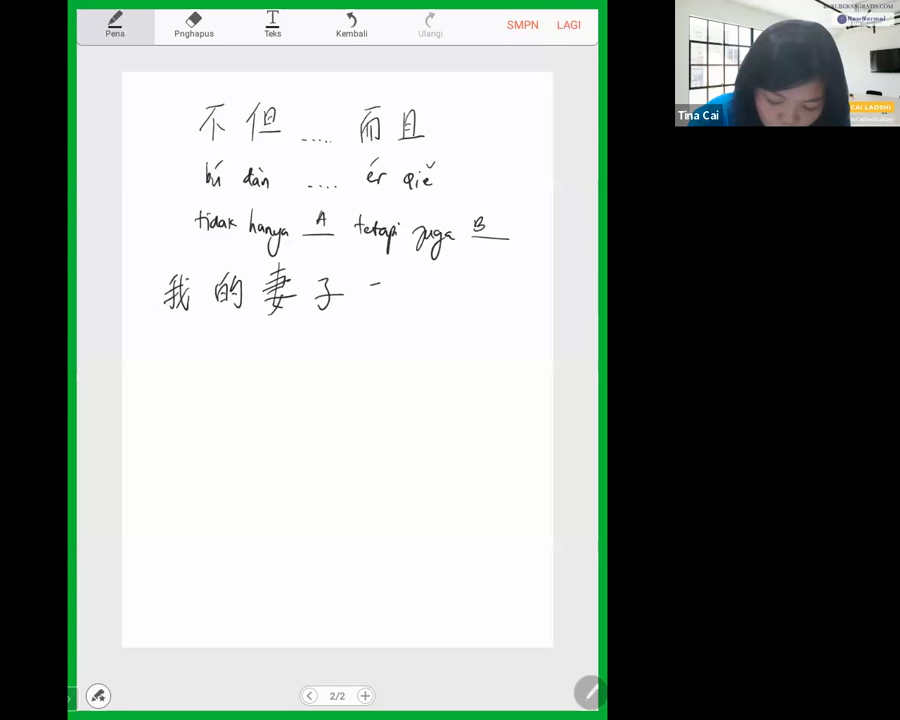 Pena Pnghapus Teks Kembali Ulangi SMPN LAGI
不但 ..... 而且
bú dàn .... ér qiě
tidak hanya A tetapi juga B
我的妻子
2/2
Tina Cai
CAI LAOSHI
NewNormal